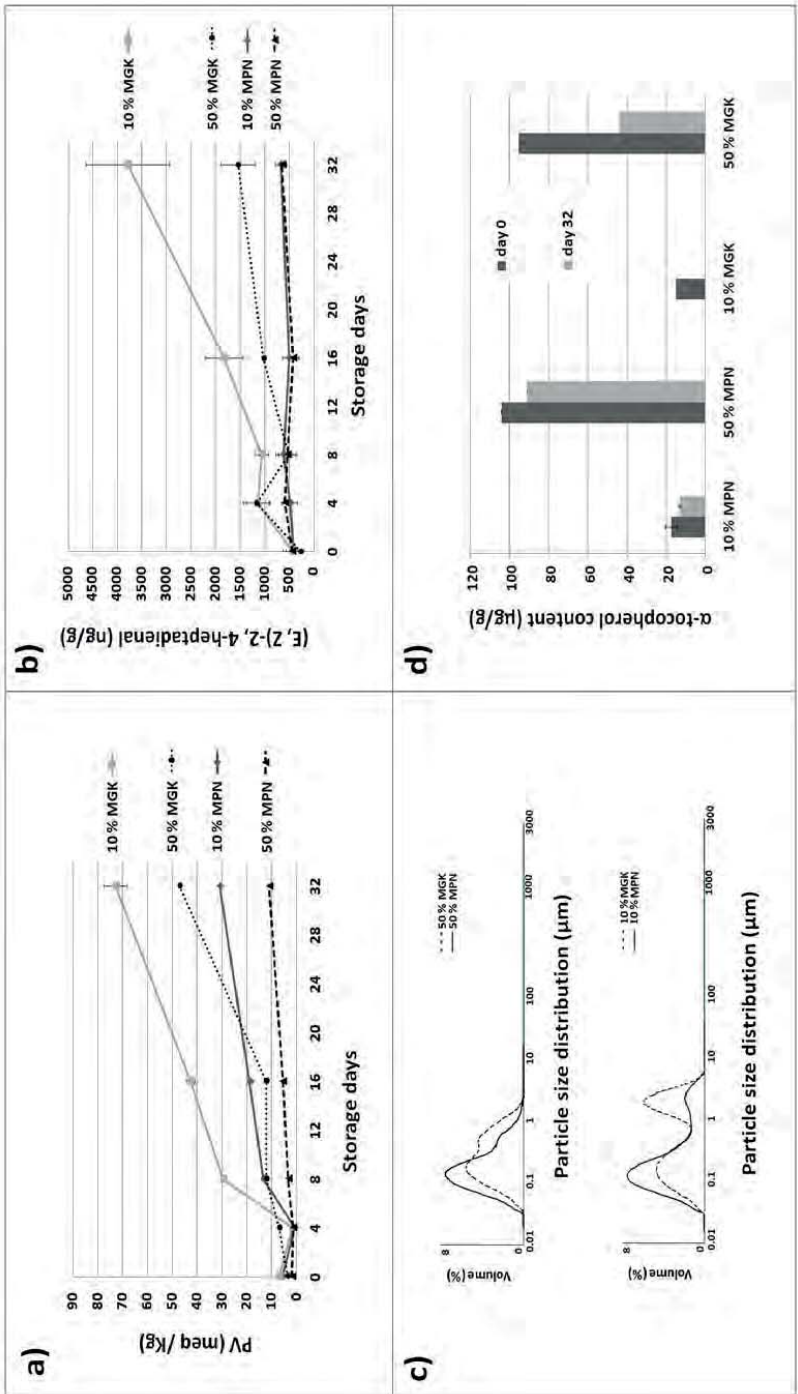 a)
PV (meq/Kg)
90
80
70
60
50
40
30
20
10
0
0 4 8 12 16 20 24 28 32
Storage days
10 % MGK
50 % MGK
10 % MPN
50 % MPN
b)
(E, Z)-2, 4-heptadienal (ng/g)
5000
4500
4000
3500
3000
2500
2000
1500
1000
500
0
0 4 8 12 16 20 24 28 32
Storage days
10 % MGK
50 % MGK
10 % MPN
50 % MPN
c)
Volume (%)
8
0
0.01 0.1 1 10 100 1000 3000
50 % MGK
50 % MPN
Particle size distribution (μm)
Volume (%)
8
0
0.01 0.1 1 10 100 1000 3000
10 % MGK
10 % MPN
Particle size distribution (μm)
d)
α-tocopherol content (μg/g)
120
100
80
60
40
20
0
10 % MPN 50 % MPN 10 % MGK 50 % MGK
day 0
day 32